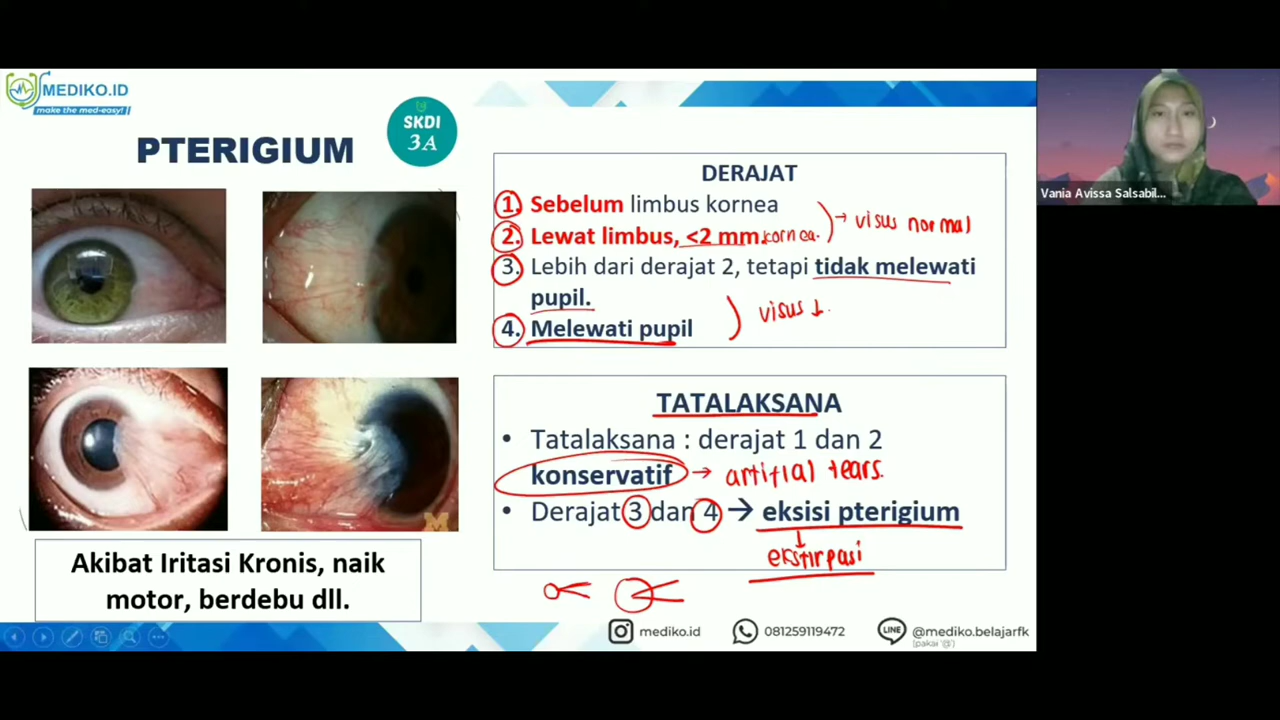 MEDIKO.ID
make the med-easy!
SKDI
3A
PTERIGIUM
DERAJAT
1. Sebelum limbus kornea
2. Lewat limbus, <2 mm kornea.
→ visus normal
3. Lebih dari derajat 2, tetapi tidak melewati
pupil.
4. Melewati pupil
visus ↓
TATALAKSANA
• Tatalaksana : derajat 1 dan 2
konservatif → artifial tears.
• Derajat 3 dan 4 → eksisi pterigium
ekstirpasi
Akibat Iritasi Kronis, naik
motor, berdebu dll.
mediko.id
081259119472
LINE
@mediko.belajarfk
(pakai '@')
Vania Avissa Salsabil...
M